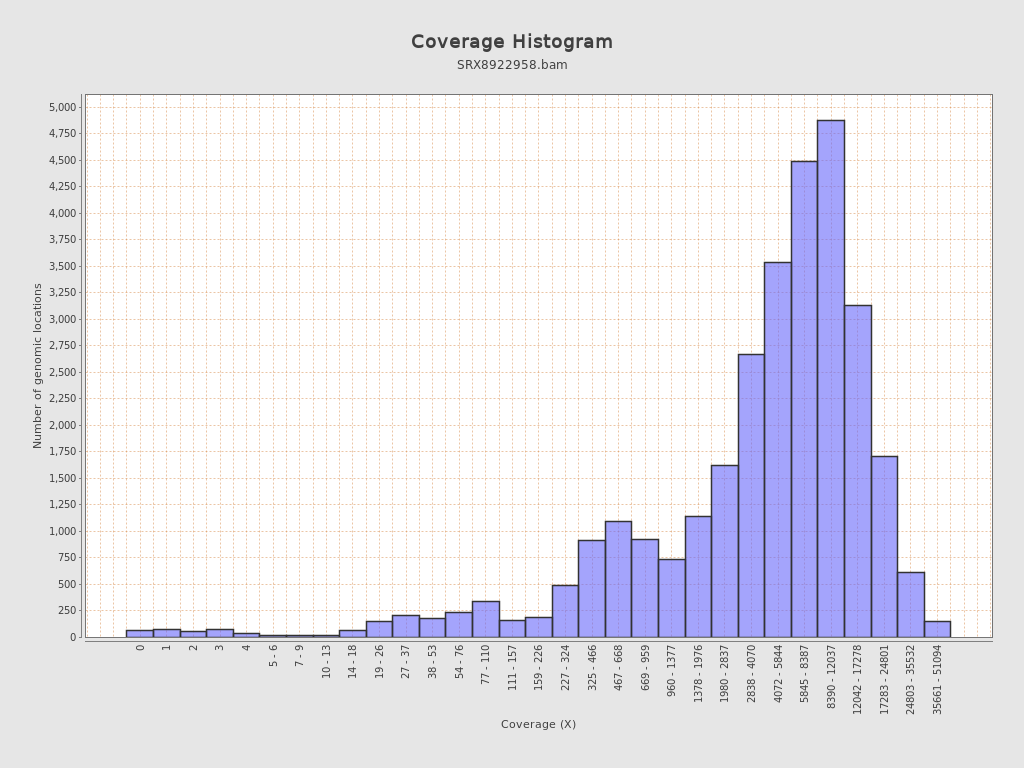 Coverage Histogram
SRX8922958.bam
Number of genomic locations
5,000
4,750
4,500
4,250
4,000
3,750
3,500
3,250
3,000
2,750
2,500
2,250
2,000
1,750
1,500
1,250
1,000
750
500
250
0
0
1
2
3
4
5 - 6
7 - 9
10 - 13
14 - 18
19 - 26
27 - 37
38 - 53
54 - 76
77 - 110
111 - 157
159 - 226
227 - 324
325 - 466
467 - 668
669 - 959
960 - 1377
1378 - 1976
1980 - 2837
2838 - 4070
4072 - 5844
5845 - 8387
8390 - 12037
12042 - 17278
17283 - 24801
24803 - 35532
35661 - 51094
Coverage (X)